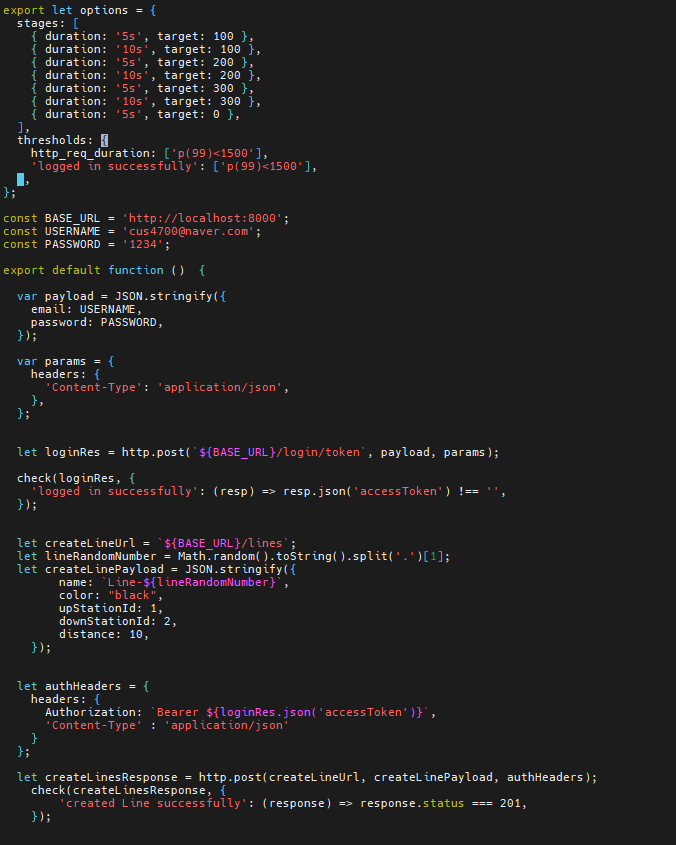 export let options = {
  stages: [
    { duration: '5s', target: 100 },
    { duration: '10s', target: 100 },
    { duration: '5s', target: 200 },
    { duration: '10s', target: 200 },
    { duration: '5s', target: 300 },
    { duration: '10s', target: 300 },
    { duration: '5s', target: 0 },
  ],
  thresholds: {
    http_req_duration: ['p(99)<1500'],
    'logged in successfully': ['p(99)<1500'],
  },
};
const BASE_URL = 'http://localhost:8000';
const USERNAME = 'cus4700@naver.com';
const PASSWORD = '1234';
export default function ()  {
  var payload = JSON.stringify({
    email: USERNAME,
    password: PASSWORD,
  });
  var params = {
    headers: {
      'Content-Type': 'application/json',
    },
  };
  let loginRes = http.post(`${BASE_URL}/login/token`, payload, params);
  check(loginRes, {
    'logged in successfully': (resp) => resp.json('accessToken') !== '',
  });
  let createLineUrl = `${BASE_URL}/lines`;
  let lineRandomNumber = Math.random().toString().split('.')[1];
  let createLinePayload = JSON.stringify({
        name: `Line-${lineRandomNumber}`,
        color: "black",
        upStationId: 1,
        downStationId: 2,
        distance: 10,
    });
  let authHeaders = {
    headers: {
      Authorization: `Bearer ${loginRes.json('accessToken')}`,
      'Content-Type' : 'application/json'
    }
  };
  let createLinesResponse = http.post(createLineUrl, createLinePayload, authHeaders);
    check(createLinesResponse, {
        'created Line successfully': (response) => response.status === 201,
    });